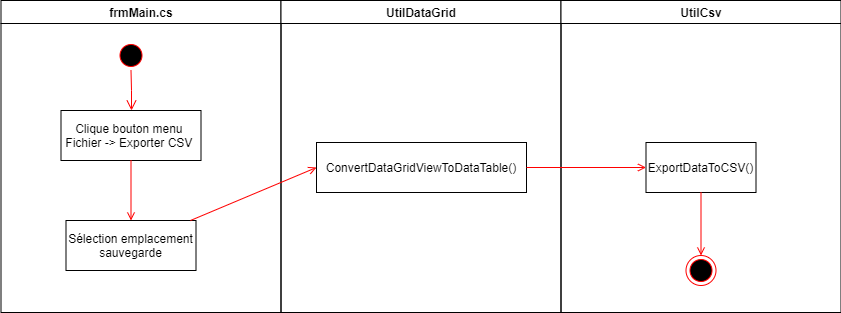 frmMain.cs
UtilDataGrid
UtilCsv
Clique bouton menu
Fichier -> Exporter CSV
Sélection emplacement
sauvegarde
ConvertDataGridViewToDataTable()
ExportDataToCSV()